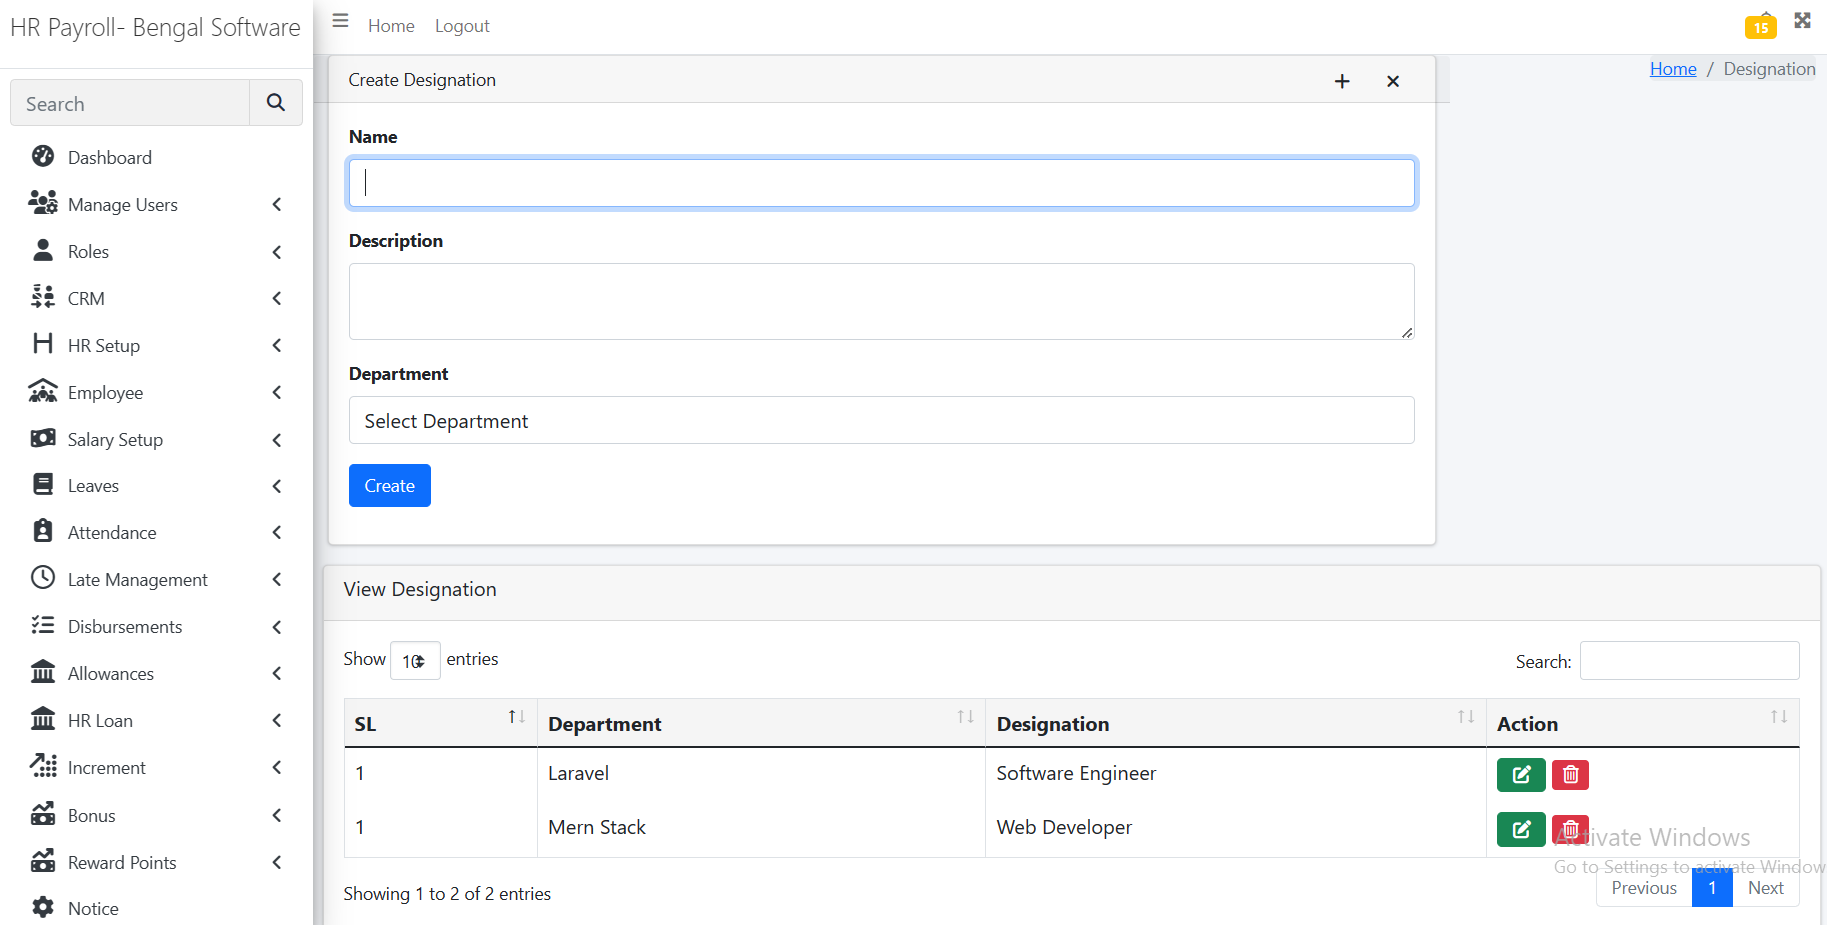 HR Payroll- Bengal Software
Home Logout
15
Search
Dashboard
Manage Users
Roles
CRM
HR Setup
Employee
Salary Setup
Leaves
Attendance
Late Management
Disbursements
Allowances
HR Loan
Increment
Bonus
Reward Points
Notice
Home / Designation
Create Designation
Name
Description
Department
Select Department
Create
View Designation
Show 10 entries
Search:
SL Department Designation Action
1 Laravel Software Engineer
1 Mern Stack Web Developer
Showing 1 to 2 of 2 entries
Previous 1 Next
Activate Windows
Go to Settings to activate Window